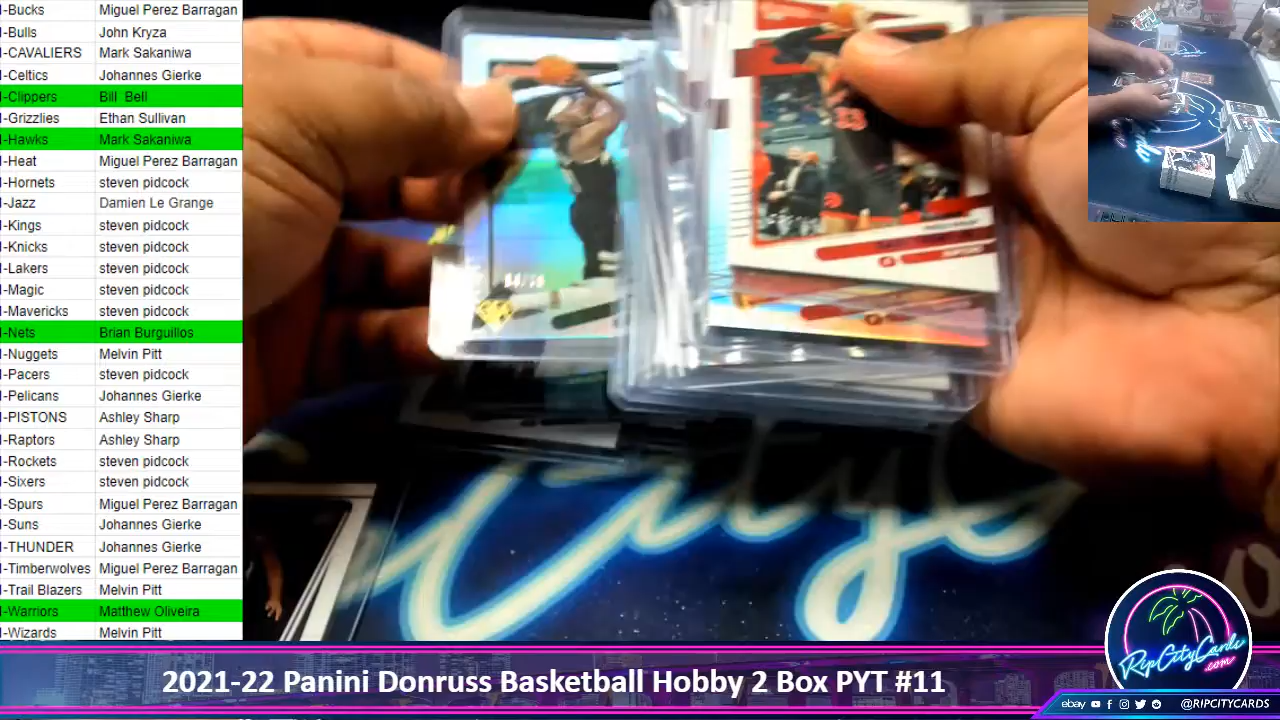 I-Bucks Miguel Perez Barragan
I-Bulls John Kryza
I-CAVALIERS Mark Sakaniwa
I-Celtics Johannes Gierke
I-Clippers Bill Bell
I-Grizzlies Ethan Sullivan
I-Hawks Mark Sakaniwa
I-Heat Miguel Perez Barragan
I-Hornets steven pidcock
I-Jazz Damien Le Grange
I-Kings steven pidcock
I-Knicks steven pidcock
I-Lakers steven pidcock
I-Magic steven pidcock
I-Mavericks steven pidcock
I-Nets Brian Burguillos
I-Nuggets Melvin Pitt
I-Pacers steven pidcock
I-Pelicans Johannes Gierke
I-PISTONS Ashley Sharp
I-Raptors Ashley Sharp
I-Rockets steven pidcock
I-Sixers steven pidcock
I-Spurs Miguel Perez Barragan
I-Suns Johannes Gierke
I-THUNDER Johannes Gierke
I-Timberwolves Miguel Perez Barragan
I-Trail Blazers Melvin Pitt
I-Warriors Matthew Oliveira
I-Wizards Melvin Pitt
33
City
RipCityCards
.com
2021-22 Panini Donruss Basketball Hobby 2 Box PYT #11
ebay @RIPCITYCARDS